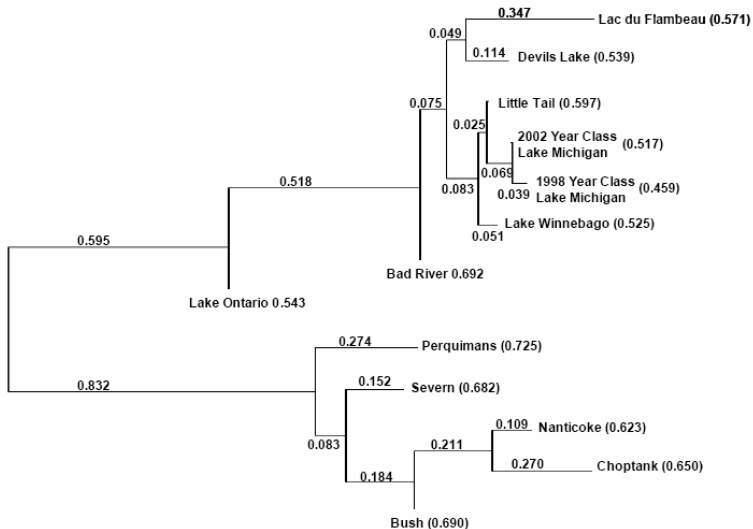 0.347
Lac du Flambeau (0.571)
0.049
0.114
Devils Lake (0.539)
0.075
Little Tail (0.597)
0.025
2002 Year Class
Lake Michigan
(0.517)
0.069
0.083
1998 Year Class
Lake Michigan
(0.459)
0.039
0.518
Lake Winnebago (0.525)
0.051
0.595
Bad River 0.692
Lake Ontario 0.543
0.274
Perquimans (0.725)
0.832
0.152
Severn (0.682)
0.083
0.109
Nanticoke (0.623)
0.211
0.270
Choptank (0.650)
0.184
Bush (0.690)